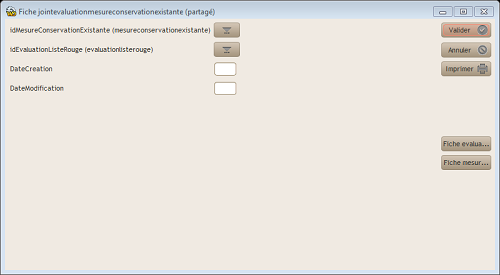 Fiche jointevaluationmesureconservationexistante (partagé)
idMesureConservationExistante (mesureconservationexistante)
Valider
idEvaluationListeRouge (evaluationlisterouge)
Annuler
DateCreation
Imprimer
DateModification
Fiche evalua...
Fiche mesur...